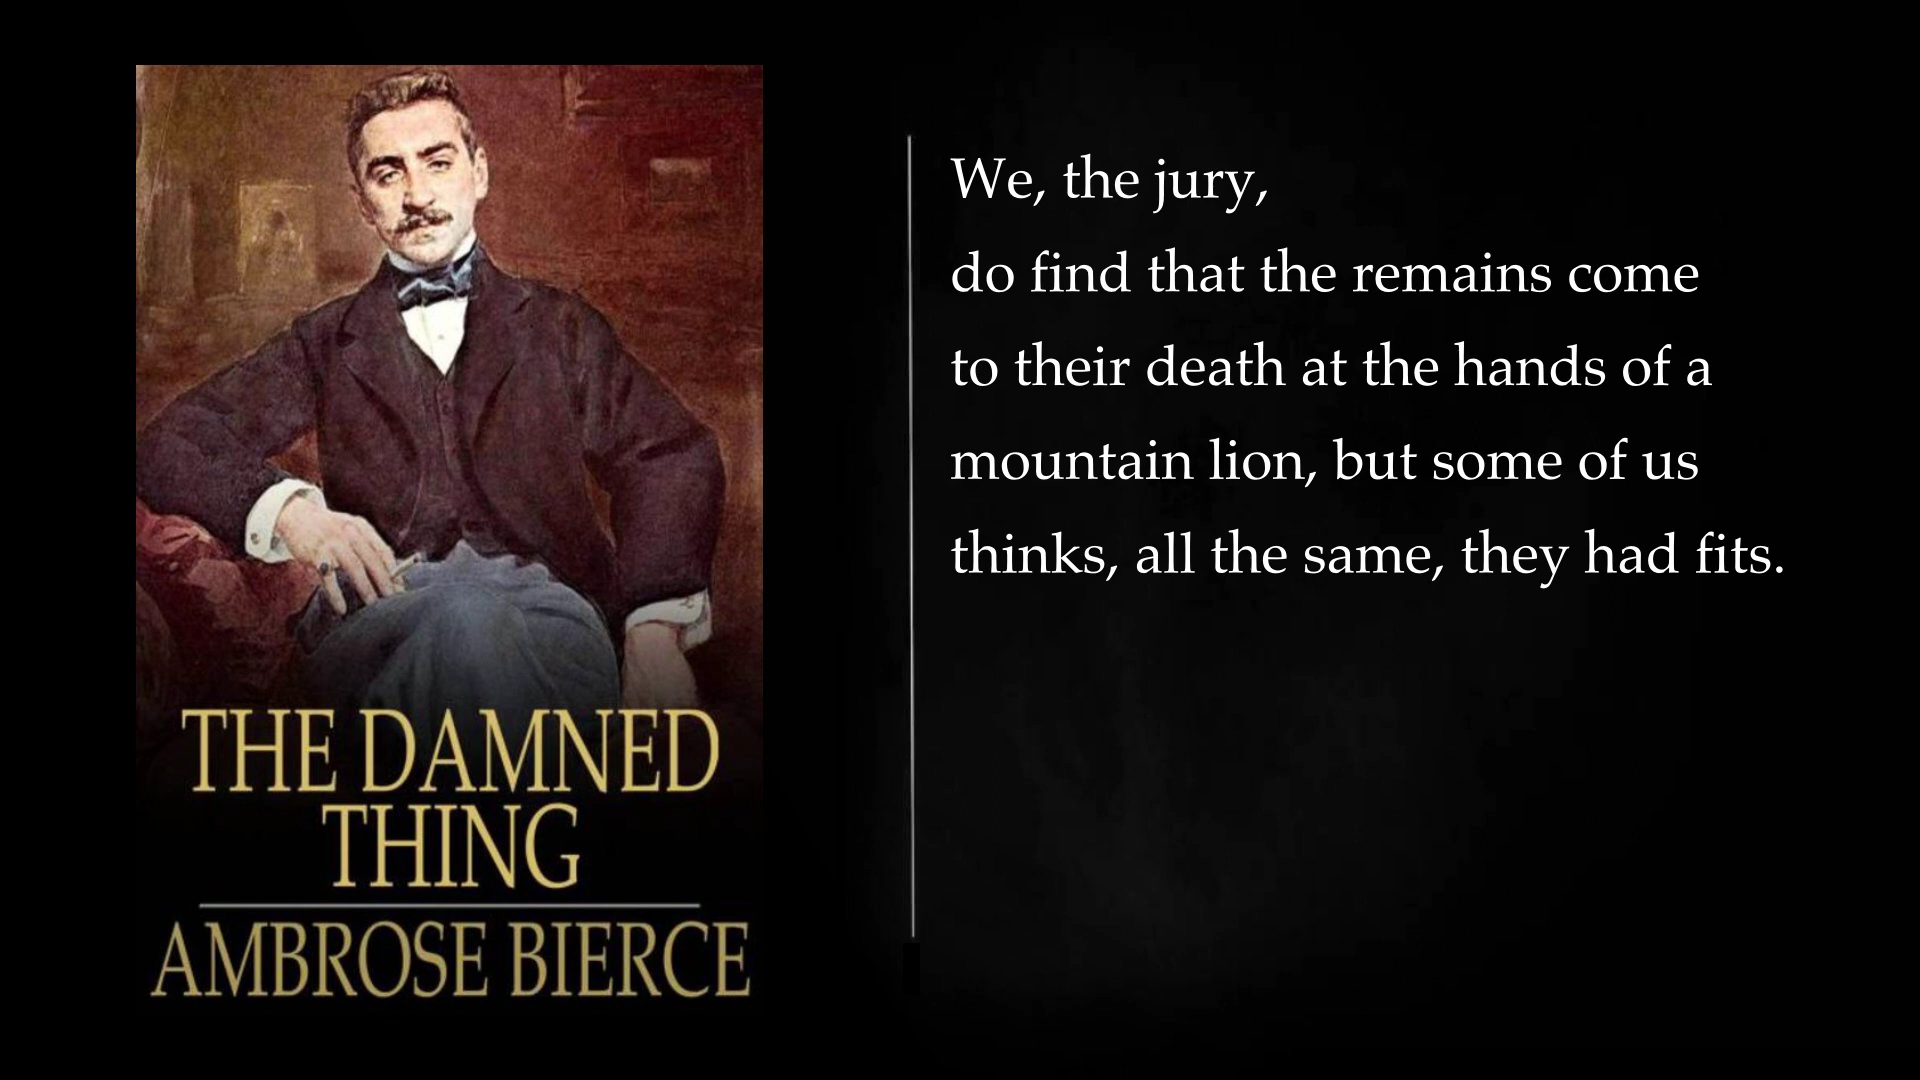 THE DAMNED
THING
AMBROSE BIERCE
We, the jury,
do find that the remains come
to their death at the hands of a
mountain lion, but some of us
thinks, all the same, they had fits.